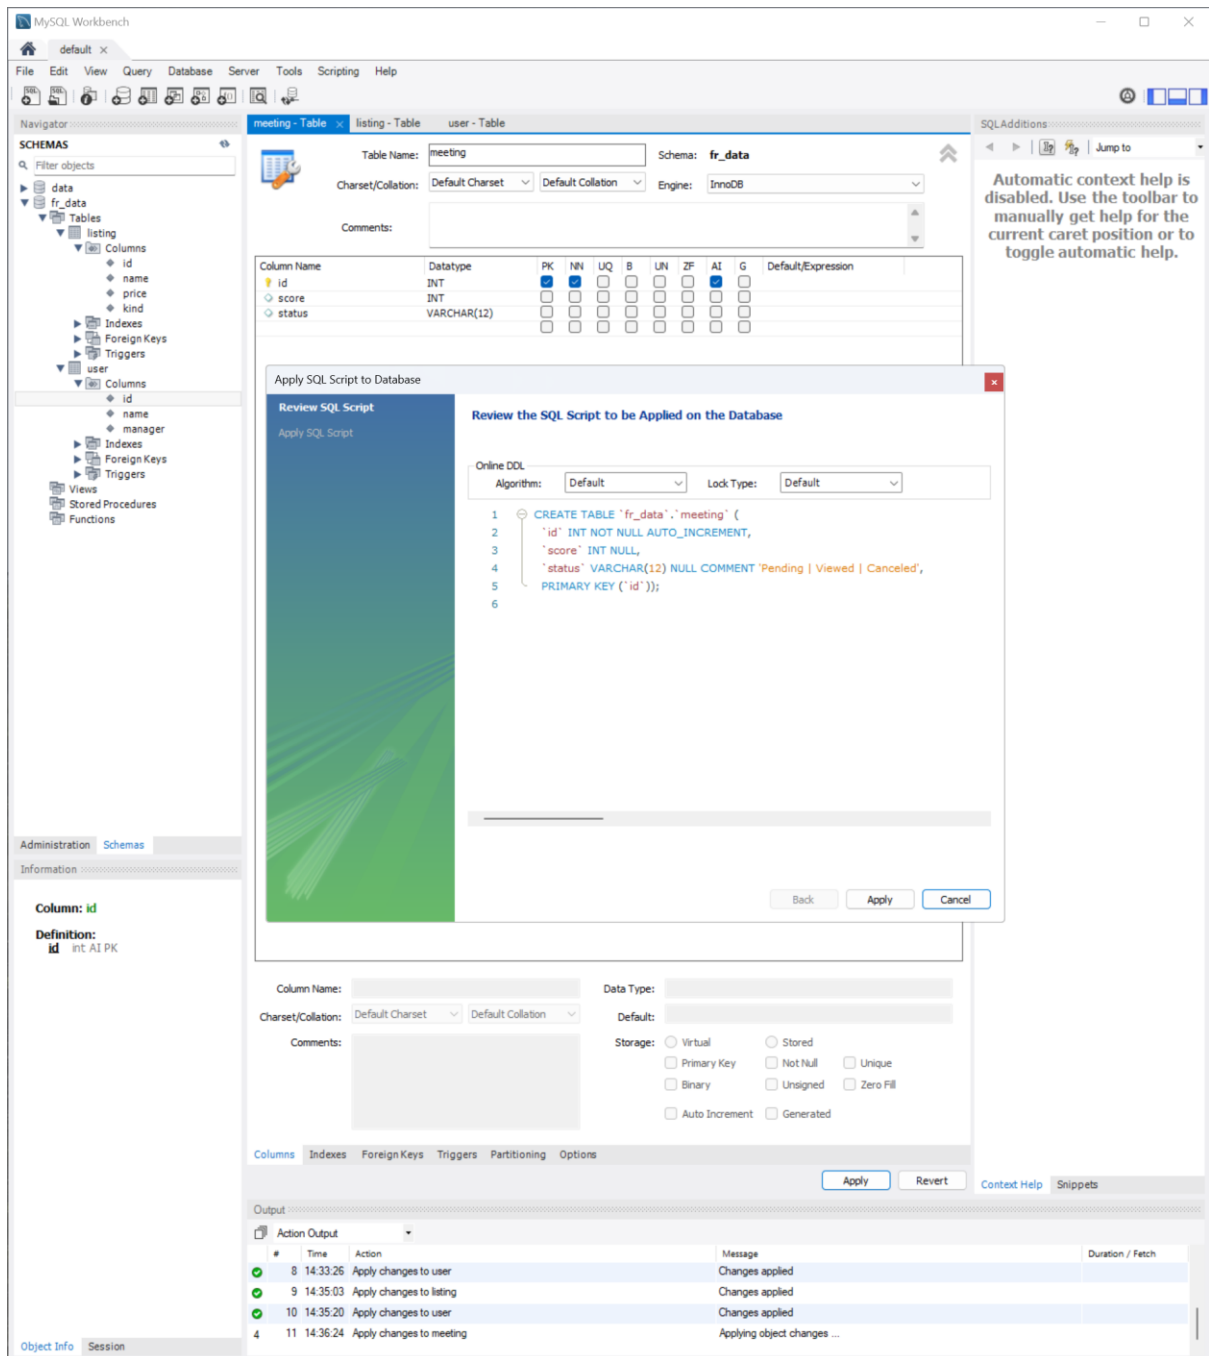 MySQL Workbench
default
File Edit View Query Database Server Tools Scripting Help
Navigator
SCHEMAS
Filter objects
data
fr_data
Tables
listing
Columns
id
name
price
kind
Indexes
Foreign Keys
Triggers
user
Columns
id
name
manager
Indexes
Foreign Keys
Triggers
Views
Stored Procedures
Functions
Administration Schemas
Information
Column: id
Definition:
id int AI PK
Object Info Session
meeting - Table listing - Table user - Table
Table Name: meeting Schema: fr_data
Charset/Collation: Default Charset Default Collation Engine: InnoDB
Comments:
Column Name Datatype PK NN UQ B UN ZF AI G Default/Expression
id INT
score INT
status VARCHAR(12)
Apply SQL Script to Database
Review SQL Script
Apply SQL Script
Review the SQL Script to be Applied on the Database
Online DDL
Algorithm: Default Lock Type: Default
1 CREATE TABLE `fr_data`.`meeting` (
2 `id` INT NOT NULL AUTO_INCREMENT,
3 `score` INT NULL,
4 `status` VARCHAR(12) NULL COMMENT 'Pending | Viewed | Canceled',
5 PRIMARY KEY (`id`));
6
Back Apply Cancel
Column Name: Data Type:
Charset/Collation: Default Charset Default Collation Default:
Comments: Storage: Virtual Stored
Primary Key Not Null Unique
Binary Unsigned Zero Fill
Auto Increment Generated
Columns Indexes Foreign Keys Triggers Partitioning Options
Apply Revert
SQLAdditions
Jump to
Automatic context help is
disabled. Use the toolbar to
manually get help for the
current caret position or to
toggle automatic help.
Context Help Snippets
Output
Action Output
# Time Action Message Duration / Fetch
8 14:33:26 Apply changes to user Changes applied
9 14:35:03 Apply changes to listing Changes applied
10 14:35:20 Apply changes to user Changes applied
4 11 14:36:24 Apply changes to meeting Applying object changes ...